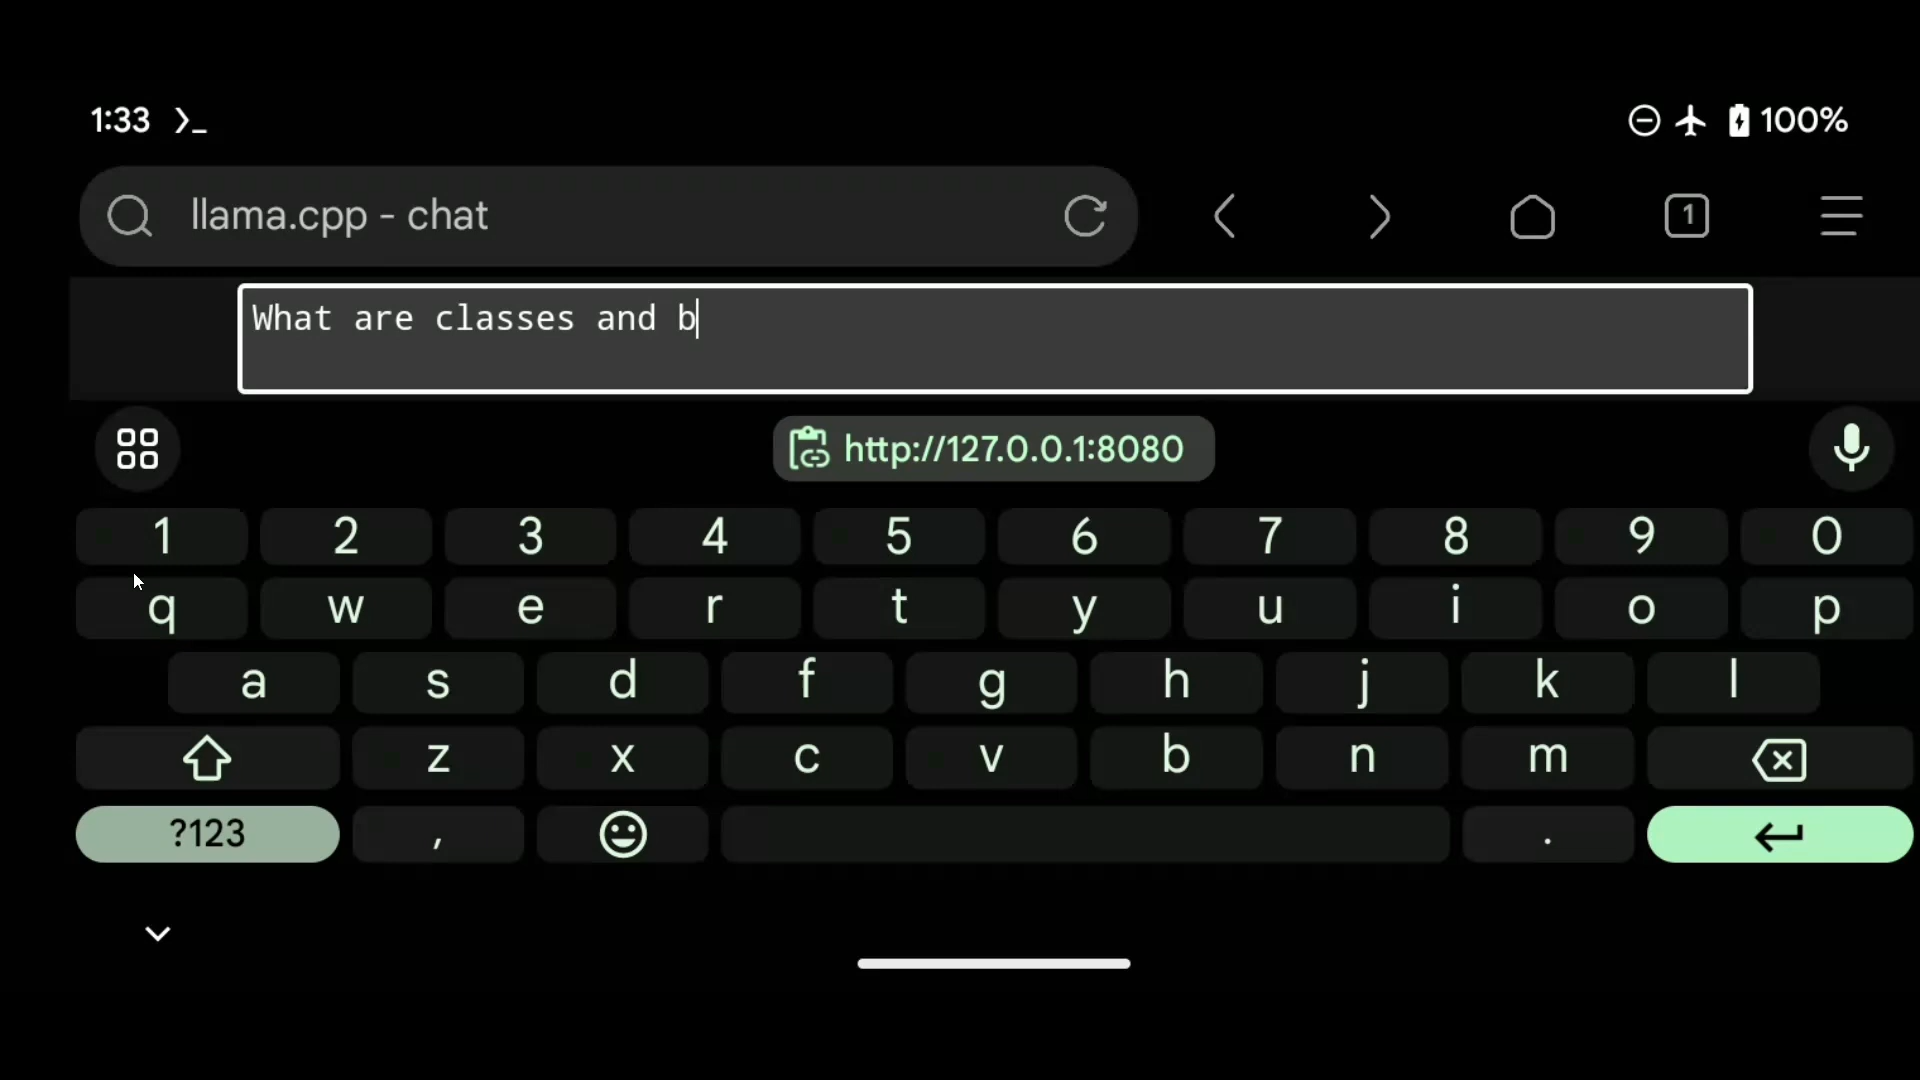 1:33 >_ 100%
llama.cpp - chat 1
What are classes and b
http://127.0.0.1:8080
1 2 3 4 5 6 7 8 9 0
q w e r t y u i o p
a s d f g h j k l
z x c v b n m
?123 , .